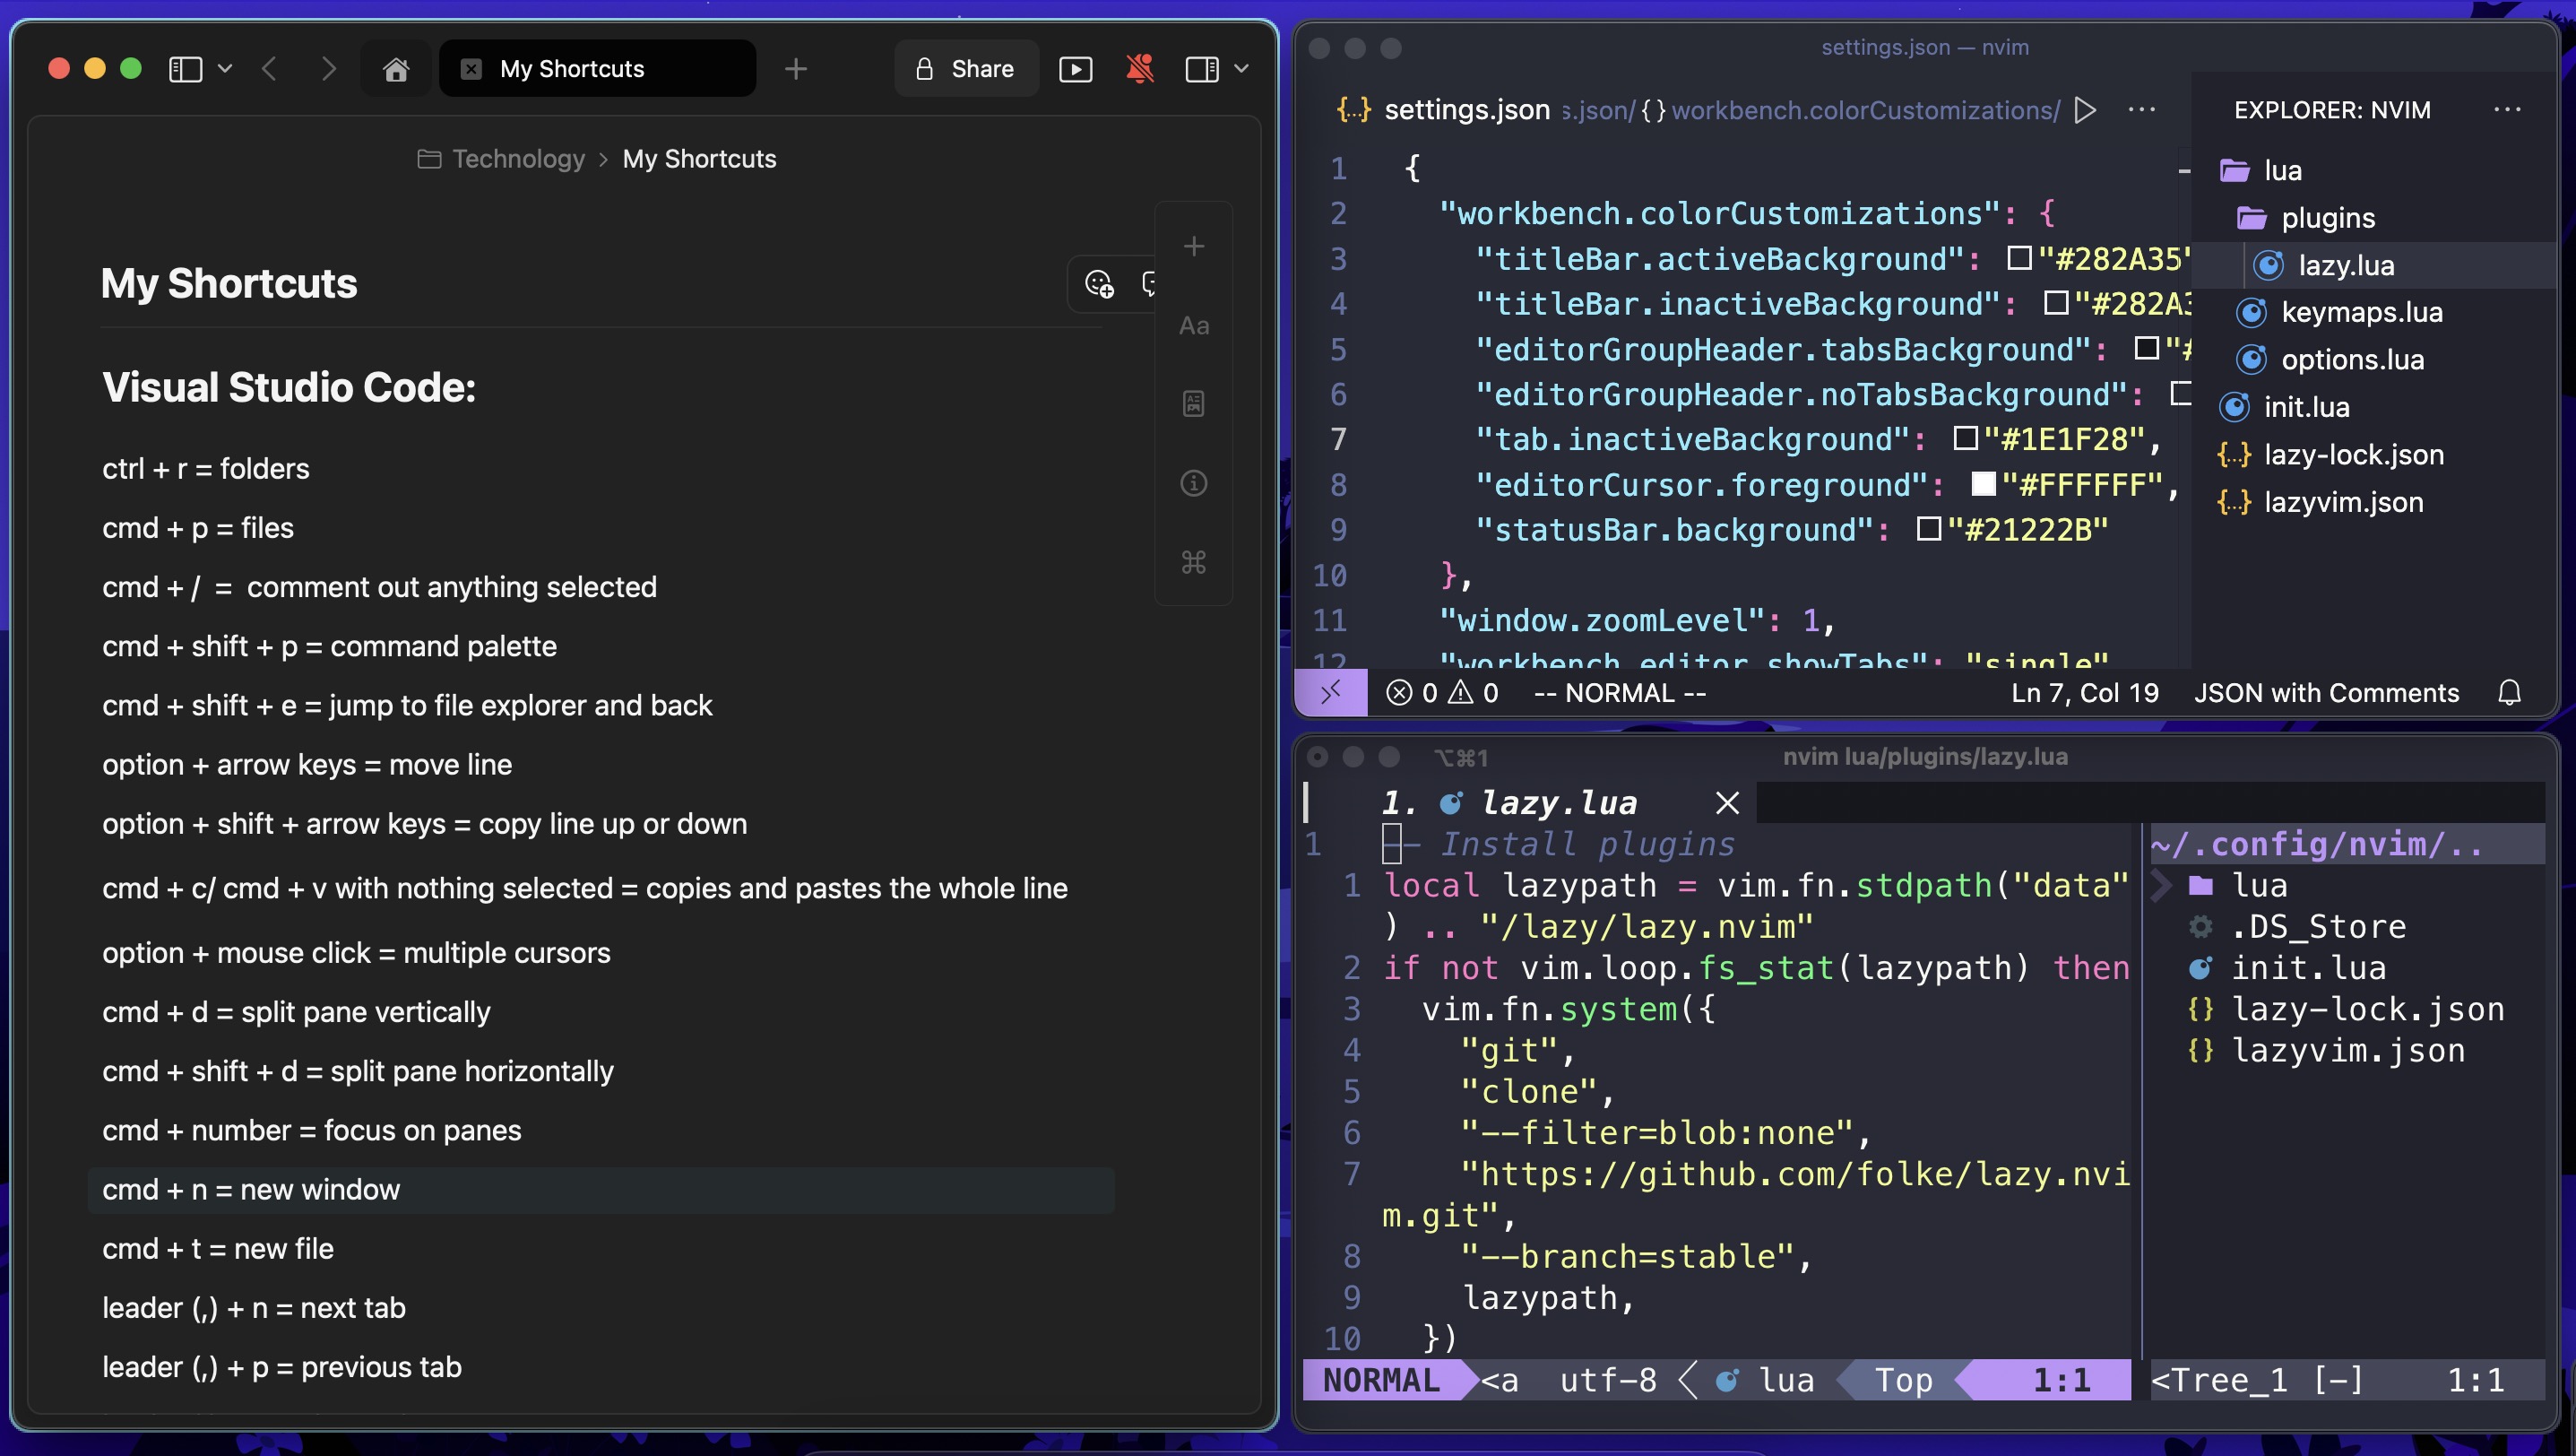 My Shortcuts
Share
Technology > My Shortcuts
My Shortcuts
Aa
Visual Studio Code:
ctrl + r = folders
cmd + p = files
cmd + / = comment out anything selected
cmd + shift + p = command palette
cmd + shift + e = jump to file explorer and back
option + arrow keys = move line
option + shift + arrow keys = copy line up or down
cmd + c/ cmd + v with nothing selected = copies and pastes the whole line
option + mouse click = multiple cursors
cmd + d = split pane vertically
cmd + shift + d = split pane horizontally
cmd + number = focus on panes
cmd + n = new window
cmd + t = new file
leader (,) + n = next tab
leader (,) + p = previous tab
settings.json — nvim
{..} settings.json s.json/ {} workbench.colorCustomizations/ ...
1 {
2 "workbench.colorCustomizations": {
3 "titleBar.activeBackground": "#282A35"
4 "titleBar.inactiveBackground": "#282A3
5 "editorGroupHeader.tabsBackground": "#
6 "editorGroupHeader.noTabsBackground":
7 "tab.inactiveBackground": "#1E1F28",
8 "editorCursor.foreground": "#FFFFFF",
9 "statusBar.background": "#21222B"
10 },
11 "window.zoomLevel": 1,
12 "workbench.editor.showTabs": "single"
EXPLORER: NVIM ...
lua
plugins
lazy.lua
keymaps.lua
options.lua
init.lua
{..} lazy-lock.json
{..} lazyvim.json
0 0 -- NORMAL -- Ln 7, Col 19 JSON with Comments
⌥⌘1 nvim lua/plugins/lazy.lua
1. lazy.lua ×
1 -- Install plugins
1 local lazypath = vim.fn.stdpath("data"
) .. "/lazy/lazy.nvim"
2 if not vim.loop.fs_stat(lazypath) then
3 vim.fn.system({
4 "git",
5 "clone",
6 "--filter=blob:none",
7 "https://github.com/folke/lazy.nvi
m.git",
8 "--branch=stable",
9 lazypath,
10 })
NORMAL <a utf-8 < lua Top 1:1
~/.config/nvim/..
lua
.DS_Store
init.lua
{} lazy-lock.json
{} lazyvim.json
<Tree_1 [-] 1:1